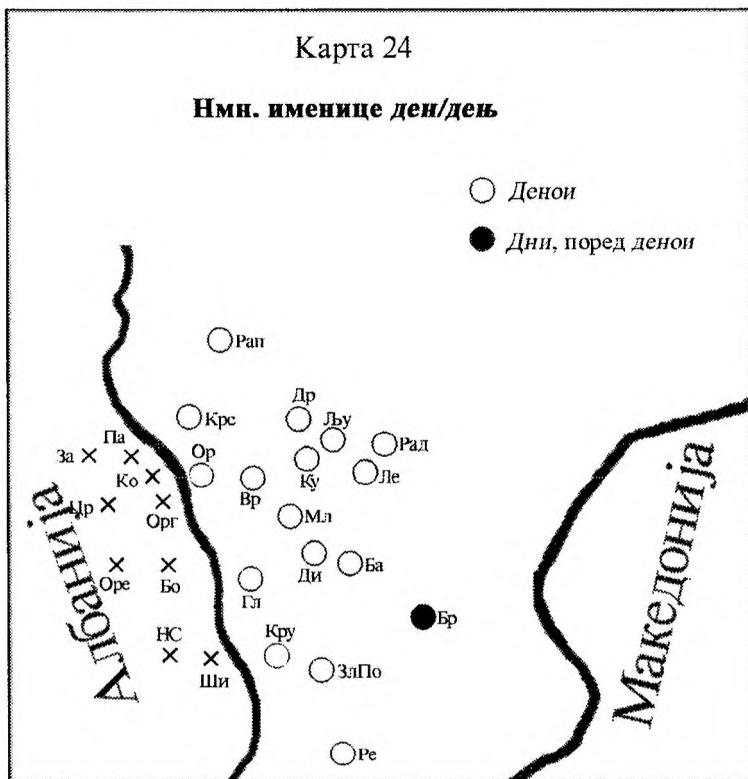 Карта 24
Нмн. именице ден/дењ
Деnои
Дни, поред денои
Рап
Крс
Др
Љу
Рад
Па
За
Ор
Ко
Вр
Ку
Ле
Цр
Орг
Мл
Оре
Бо
Гл
Ди
Ба
Бр
НС
Ши
Кру
ЗлПо
Ре
Албанија
Македонија